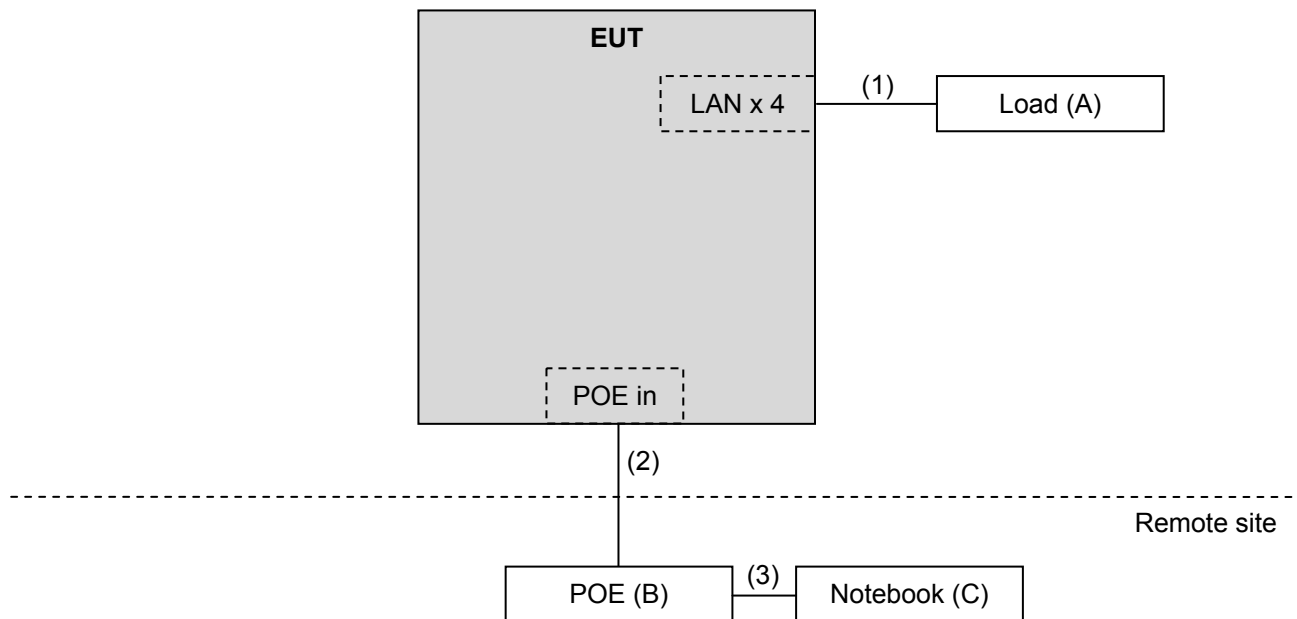 EUT
LAN x 4
(1)
Load (A)
POE in
(2)
Remote site
POE (B)
(3)
Notebook (C)